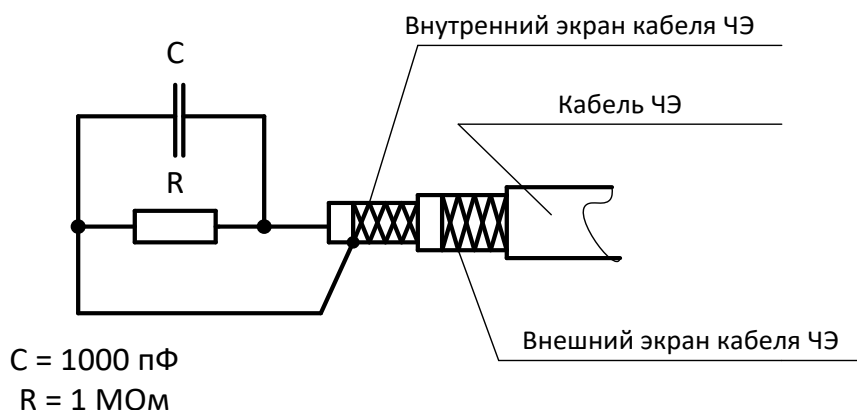 Внутренний экран кабеля ЧЭ
C
Кабель ЧЭ
R
Внешний экран кабеля ЧЭ
C = 1000 пФ
R = 1 МОм